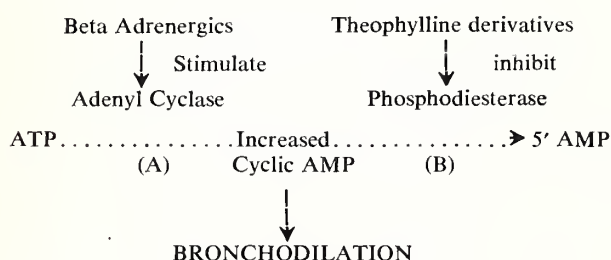 Beta Adrenergics Theophylline derivatives
Stimulate inhibit
Adenyl Cyclase Phosphodiesterase
ATP....................Increased....................> 5′ AMP
(A) Cyclic AMP (B)
BRONCHODILATION